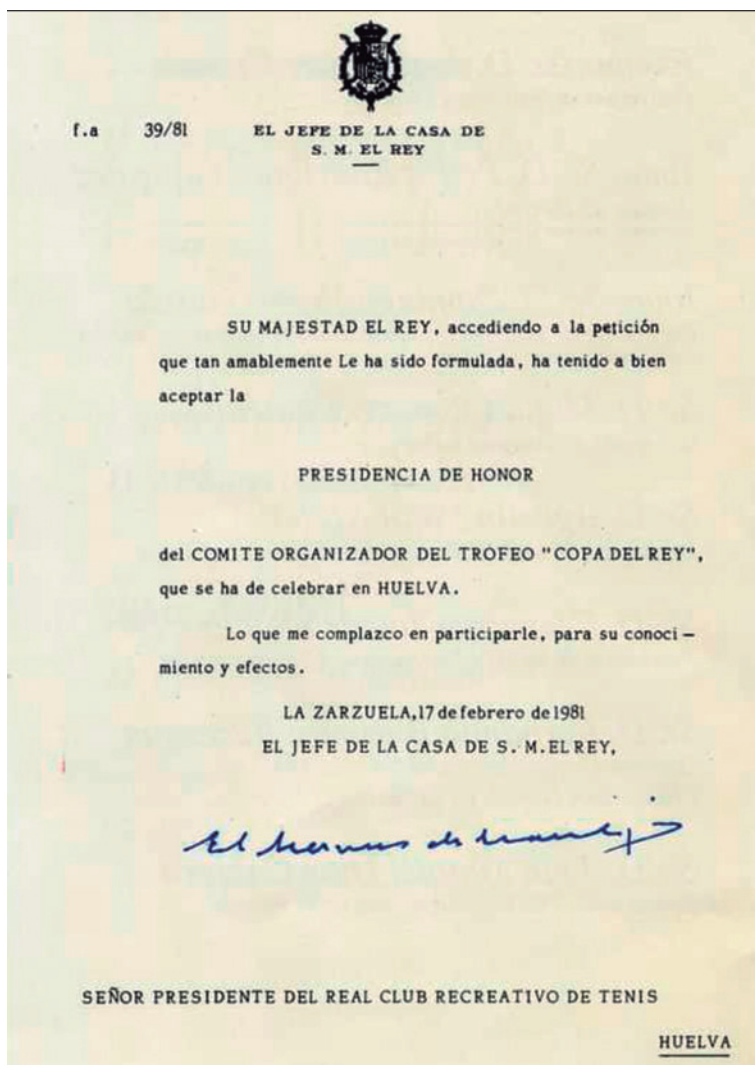 f.a 39/81 EL JEFE DE LA CASA DE
S. M. EL REY
SU MAJESTAD EL REY, accediendo a la petición
que tan amablemente Le ha sido formulada, ha tenido a bien
aceptar la
PRESIDENCIA DE HONOR
del COMITE ORGANIZADOR DEL TROFEO "COPA DEL REY",
que se ha de celebrar en HUELVA.
Lo que me complazco en participarle, para su conoci-
miento y efectos.
LA ZARZUELA, 17 de febrero de 1981
EL JEFE DE LA CASA DE S. M. EL REY,
El
SEÑOR PRESIDENTE DEL REAL CLUB RECREATIVO DE TENIS
HUELVA